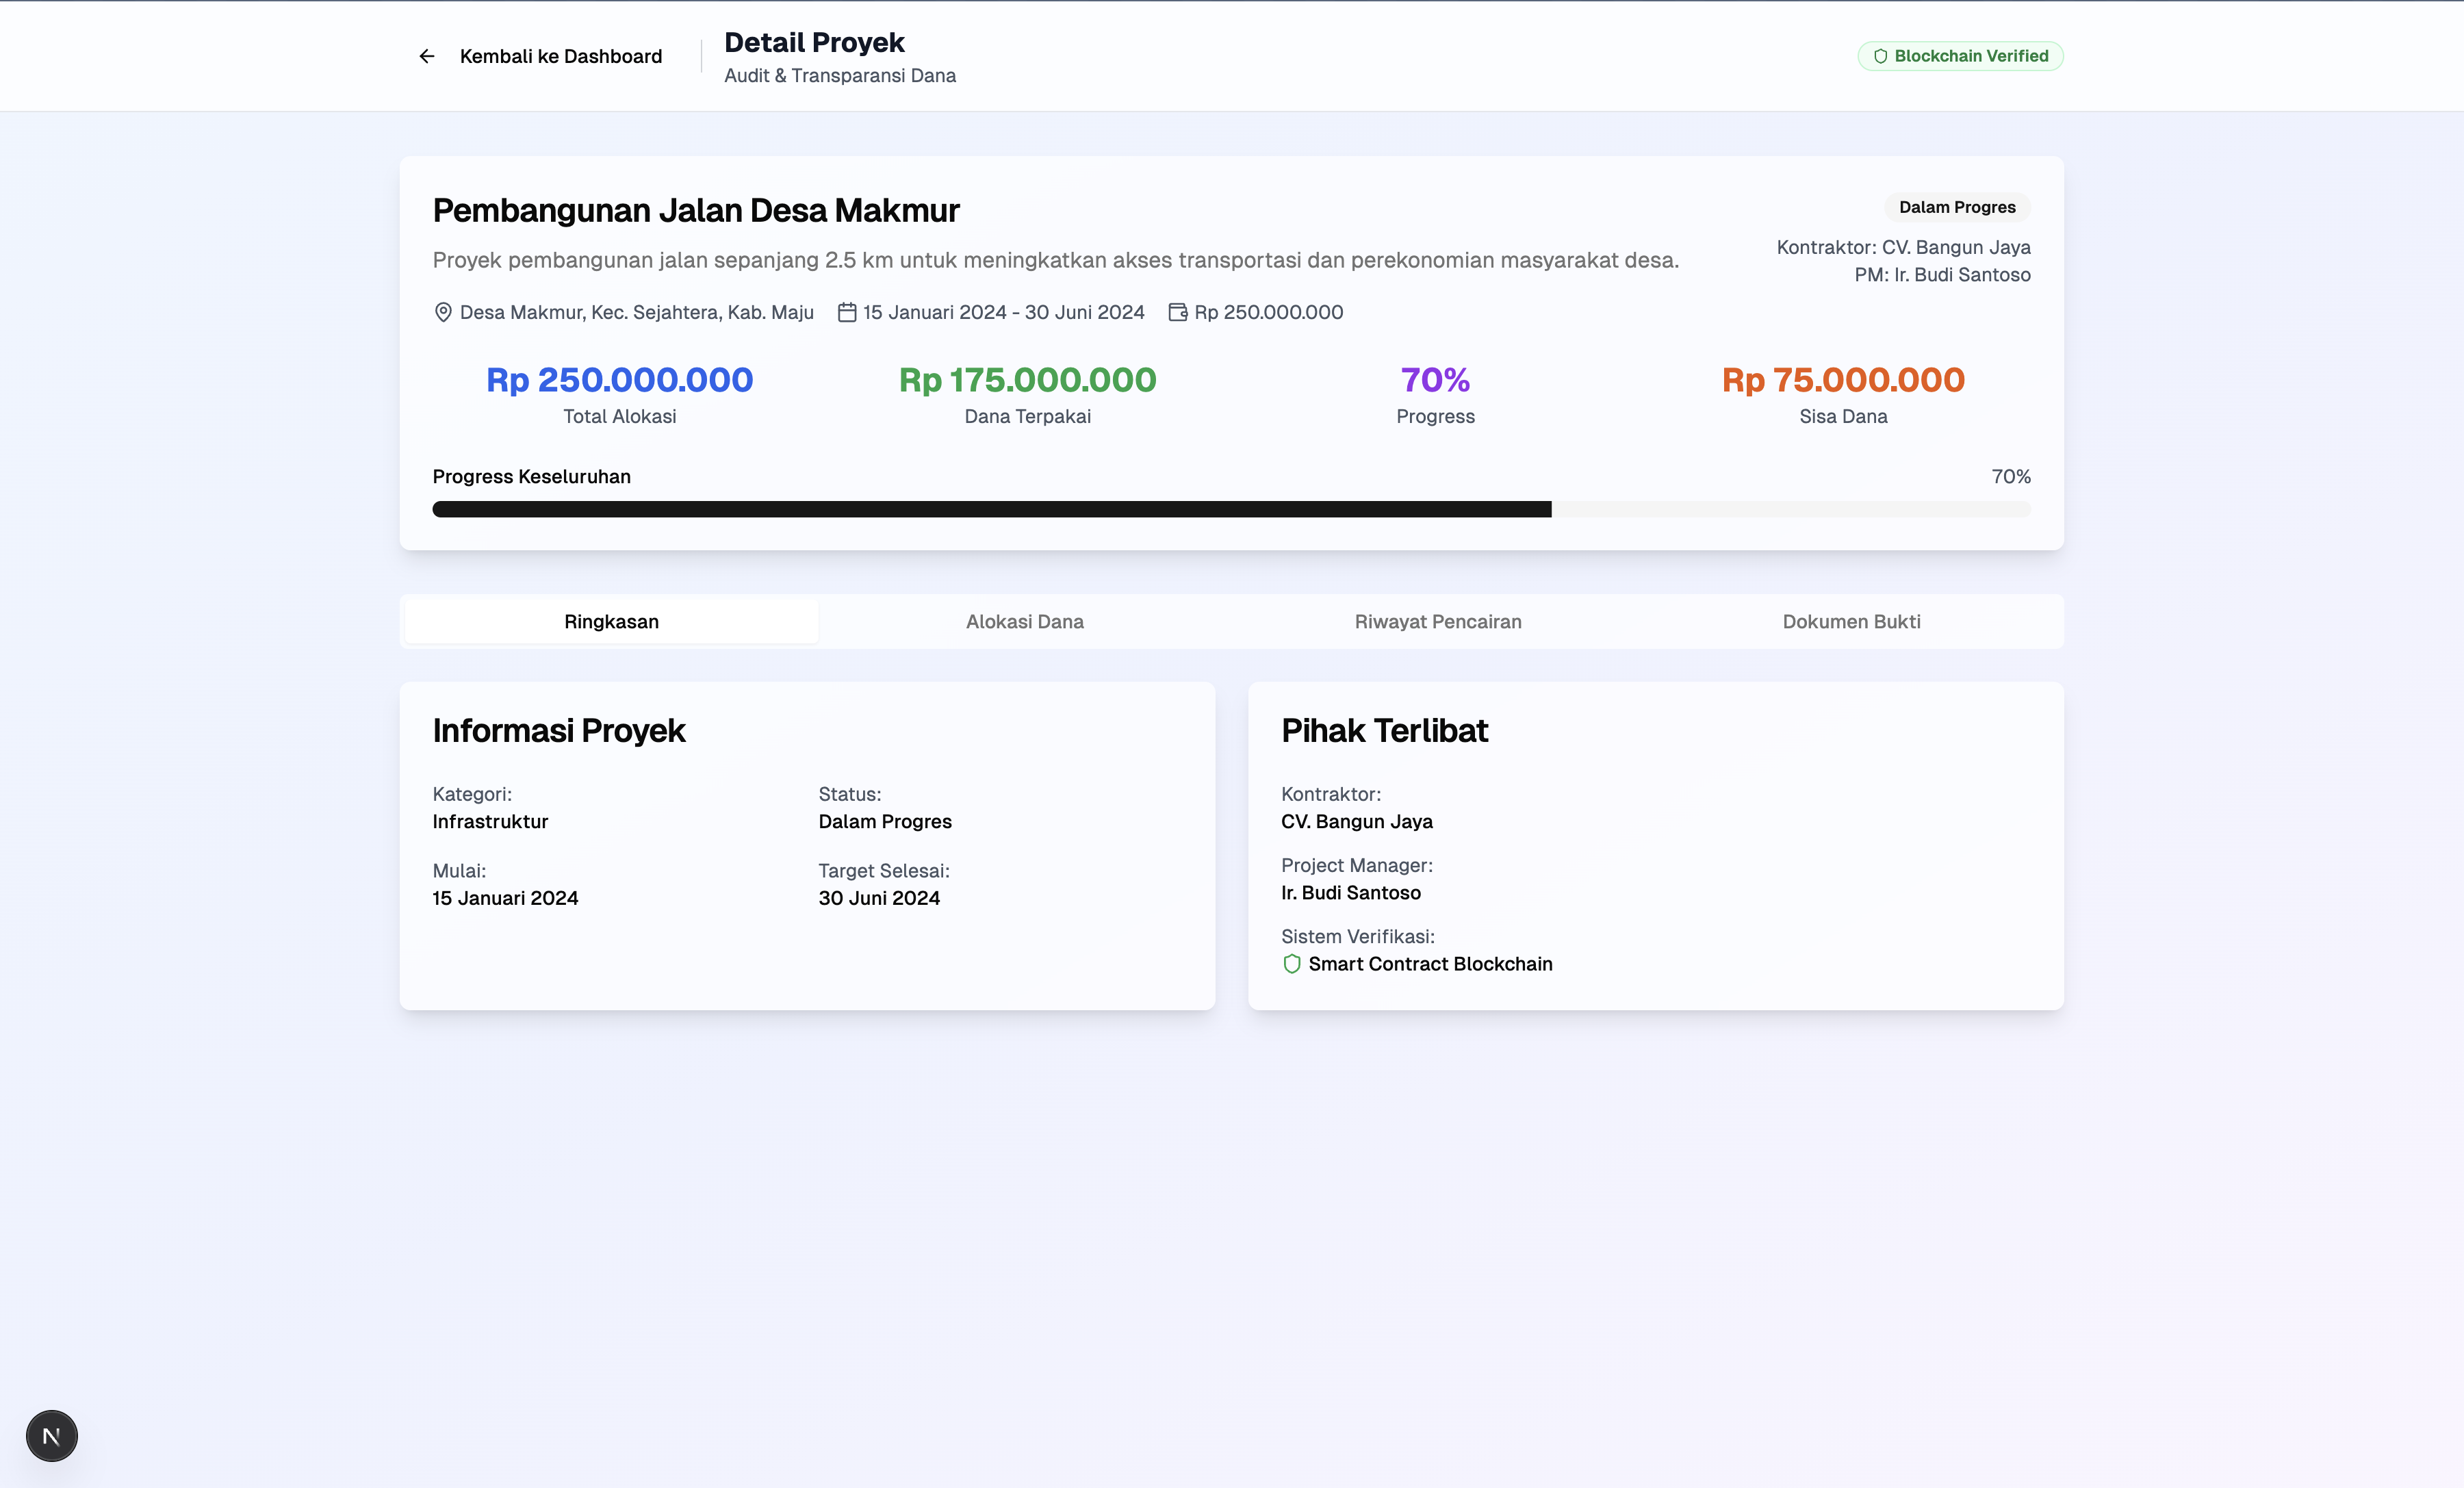 Kembali ke Dashboard
Detail Proyek
Audit & Transparansi Dana
Blockchain Verified
Pembangunan Jalan Desa Makmur
Proyek pembangunan jalan sepanjang 2.5 km untuk meningkatkan akses transportasi dan perekonomian masyarakat desa.
Dalam Progres
Kontraktor: CV. Bangun Jaya
PM: Ir. Budi Santoso
Desa Makmur, Kec. Sejahtera, Kab. Maju 15 Januari 2024 - 30 Juni 2024 Rp 250.000.000
Rp 250.000.000
Total Alokasi
Rp 175.000.000
Dana Terpakai
70%
Progress
Rp 75.000.000
Sisa Dana
Progress Keseluruhan 70%
Ringkasan Alokasi Dana Riwayat Pencairan Dokumen Bukti
Informasi Proyek
Kategori:
Infrastruktur
Status:
Dalam Progres
Mulai:
15 Januari 2024
Target Selesai:
30 Juni 2024
Pihak Terlibat
Kontraktor:
CV. Bangun Jaya
Project Manager:
Ir. Budi Santoso
Sistem Verifikasi:
Smart Contract Blockchain
N